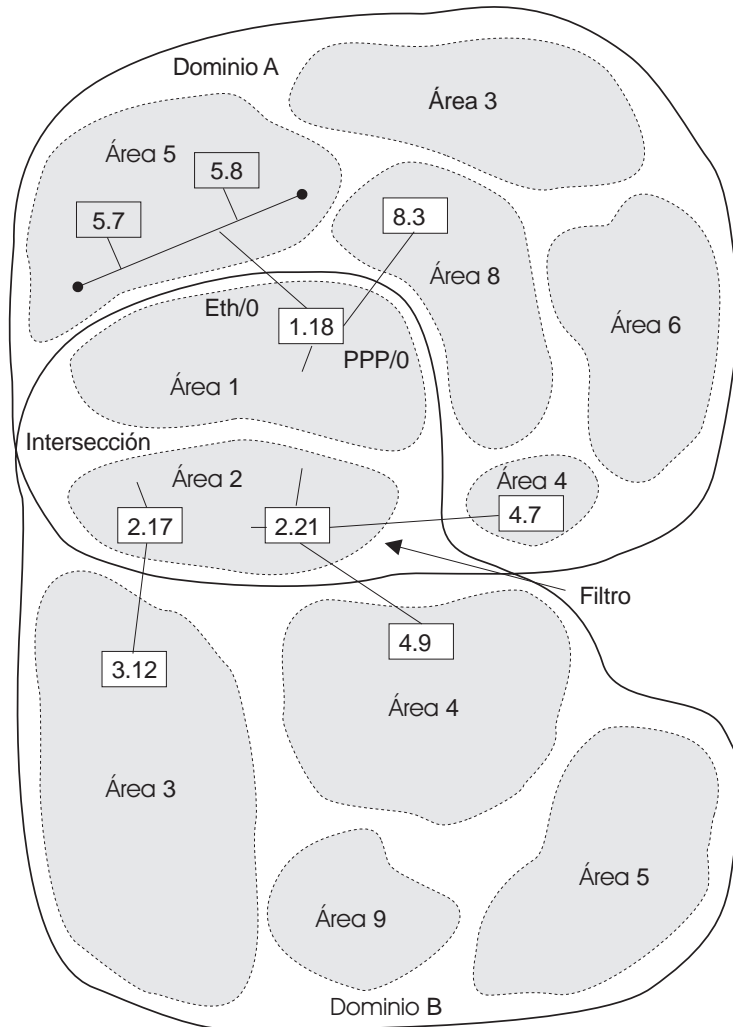 Dominio A
Área 3
Área 5
5.8
5.7
8.3
Área 8
Eth/0
1.18
Área 6
PPP/0
Área 1
Intersección
Área 2
Área 4
4.7
2.17
2.21
Filtro
3.12
4.9
Área 4
Área 3
Área 5
Área 9
Dominio B